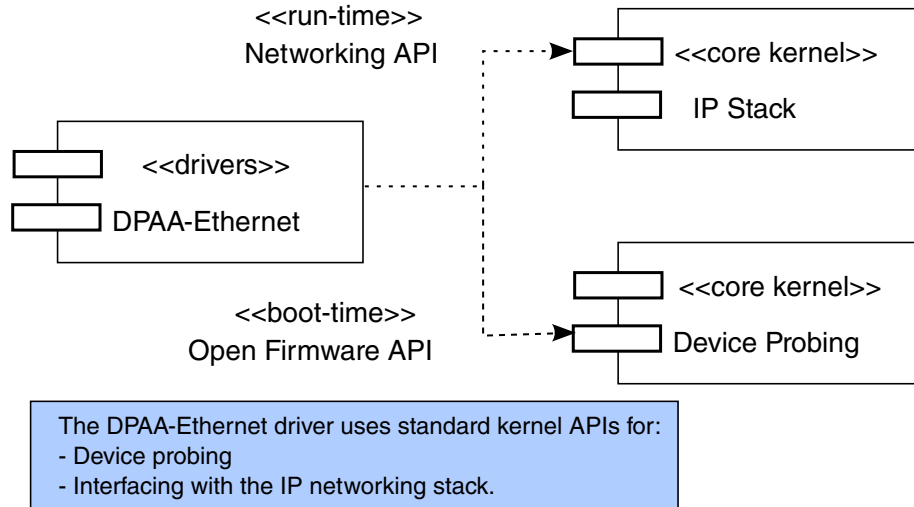 <<run-time>>
Networking API
<<core kernel>>
IP Stack
<<drivers>>
DPAA-Ethernet
<<core kernel>>
Device Probing
<<boot-time>>
Open Firmware API
The DPAA-Ethernet driver uses standard kernel APIs for:
- Device probing
- Interfacing with the IP networking stack.